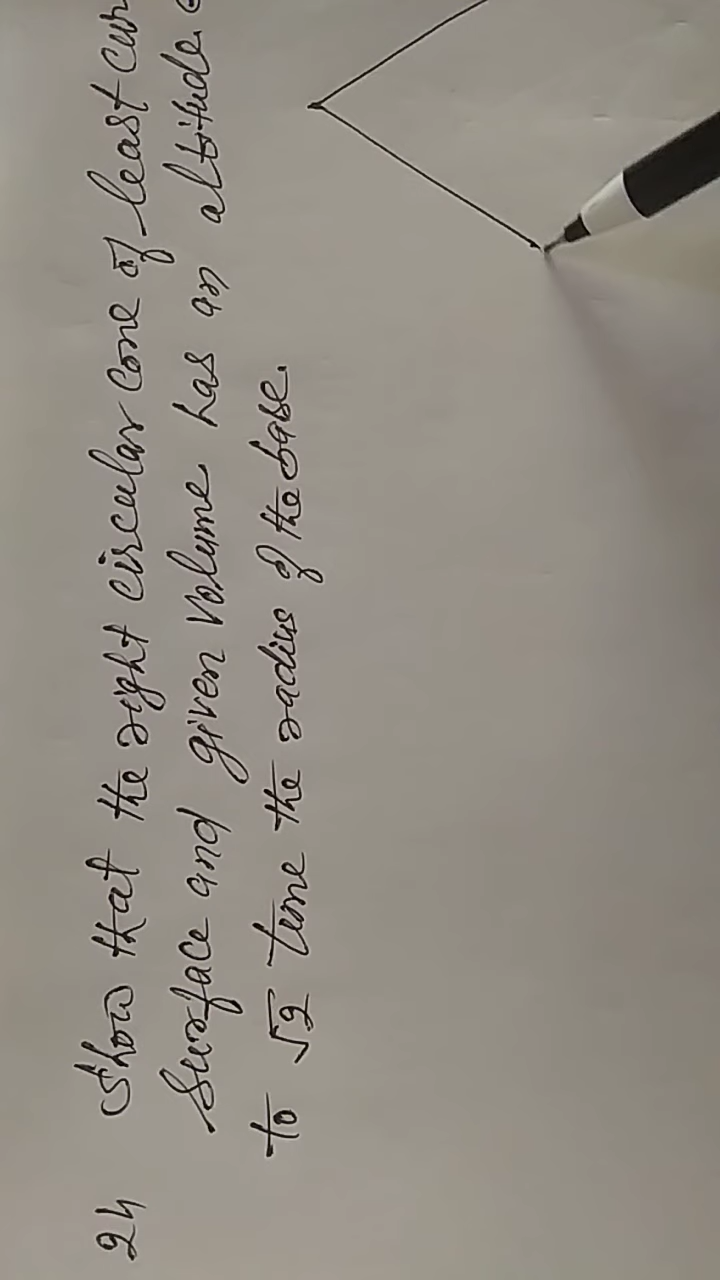 24 Show that the right circular cone of least cur
Surface and given volume has an altitude e
to √2 time the radius of the base.